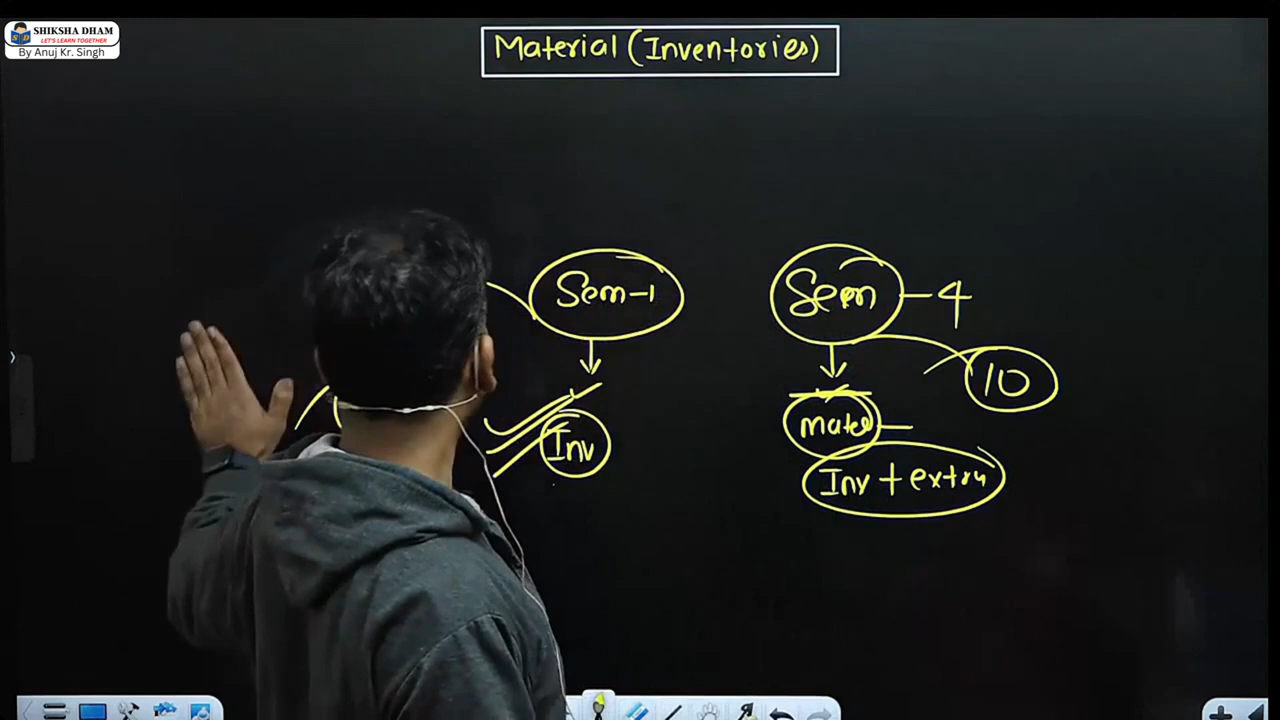 SHIKSHA DHAM
LET'S LEARN TOGETHER
By Anuj Kr. Singh
Material (Inventories)
Sem-1
Sem - 4
10
Inv
Mate
Inv + extra